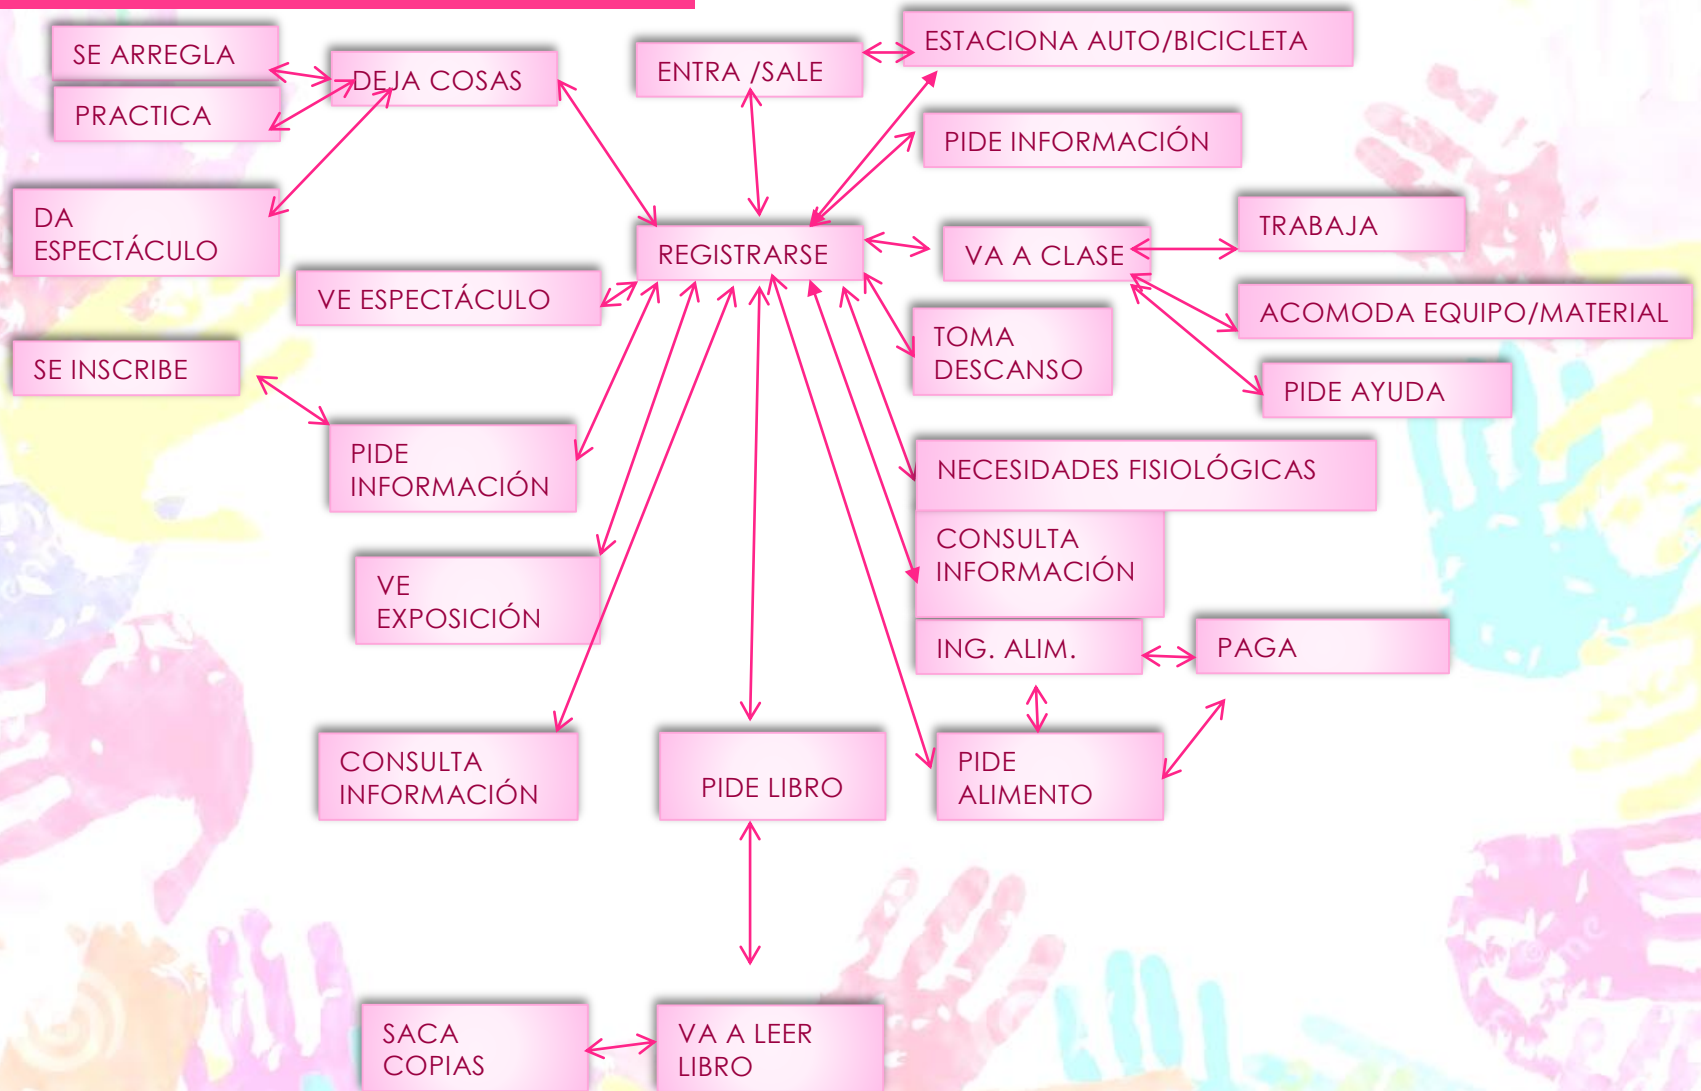 SE ARREGLA
DEJA COSAS
PRACTICA
ENTRA /SALE
ESTACIONA AUTO/BICICLETA
PIDE INFORMACIÓN
DA
ESPECTÁCULO
REGISTRARSE
VA A CLASE
TRABAJA
VE ESPECTÁCULO
ACOMODA EQUIPO/MATERIAL
SE INSCRIBE
TOMA
DESCANSO
PIDE AYUDA
PIDE
INFORMACIÓN
NECESIDADES FISIOLÓGICAS
CONSULTA
INFORMACIÓN
VE
EXPOSICIÓN
ING. ALIM.
PAGA
CONSULTA
INFORMACIÓN
PIDE LIBRO
PIDE
ALIMENTO
SACA
COPIAS
VA A LEER
LIBRO